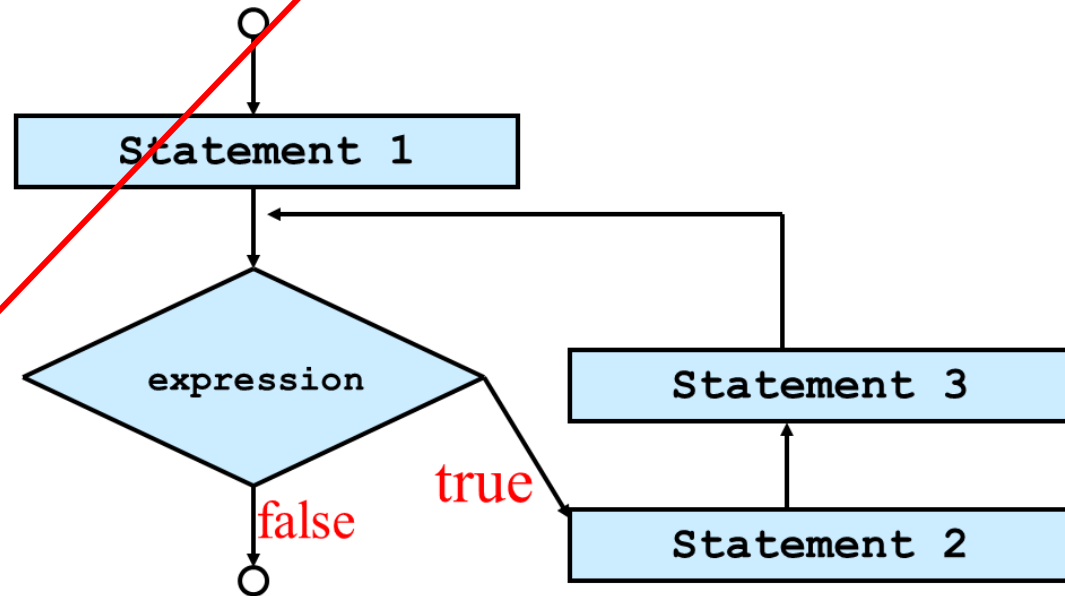 Statement 1
expression
Statement 3
true
false
Statement 2